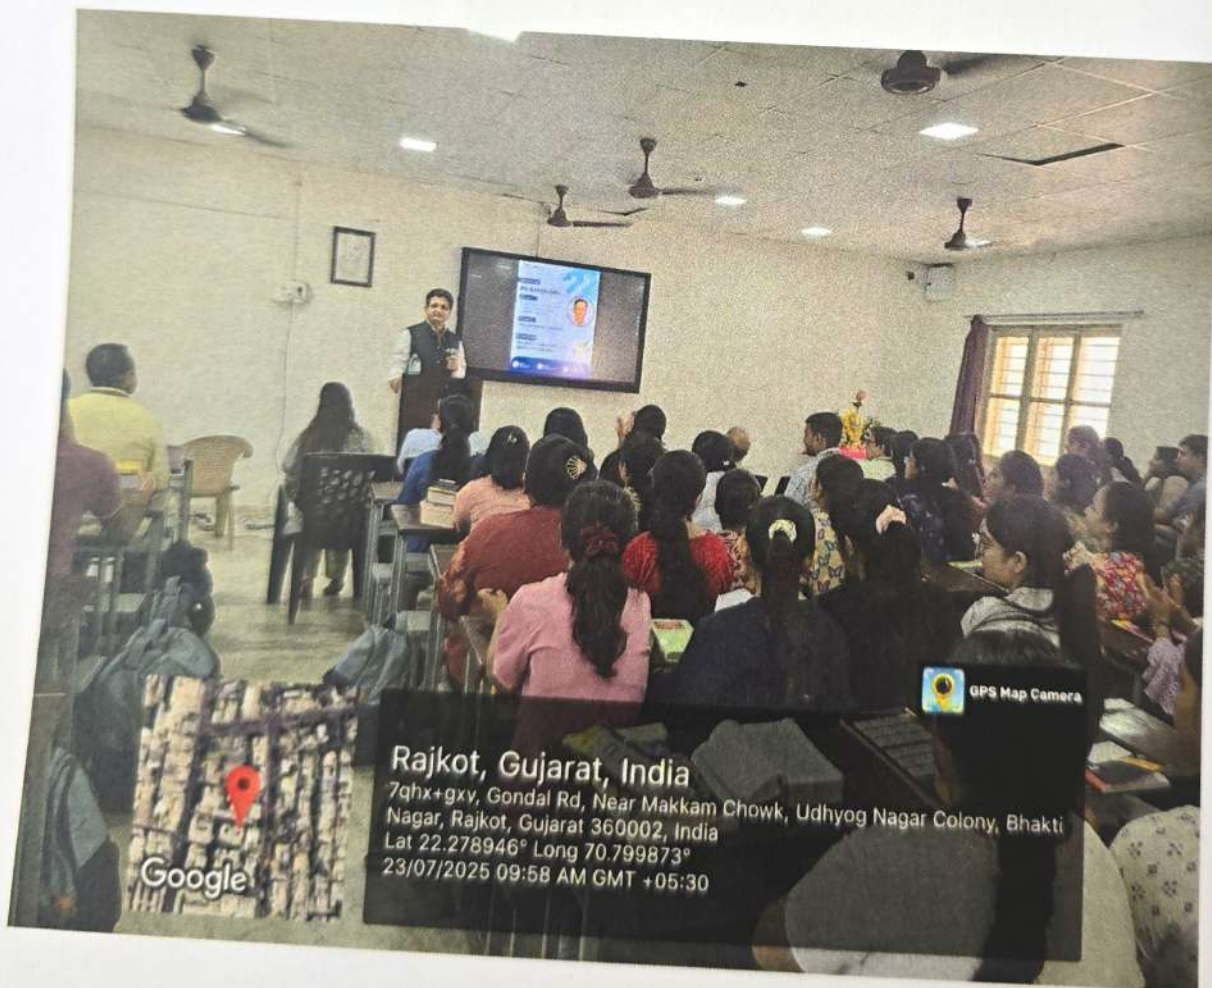 GPS Map Camera
Rajkot, Gujarat, India
7qhx+gxv, Gondal Rd, Near Makkam Chowk, Udhyog Nagar Colony, Bhakti
Nagar, Rajkot, Gujarat 360002, India
Lat 22.278946° Long 70.799873°
23/07/2025 09:58 AM GMT +05:30
Google